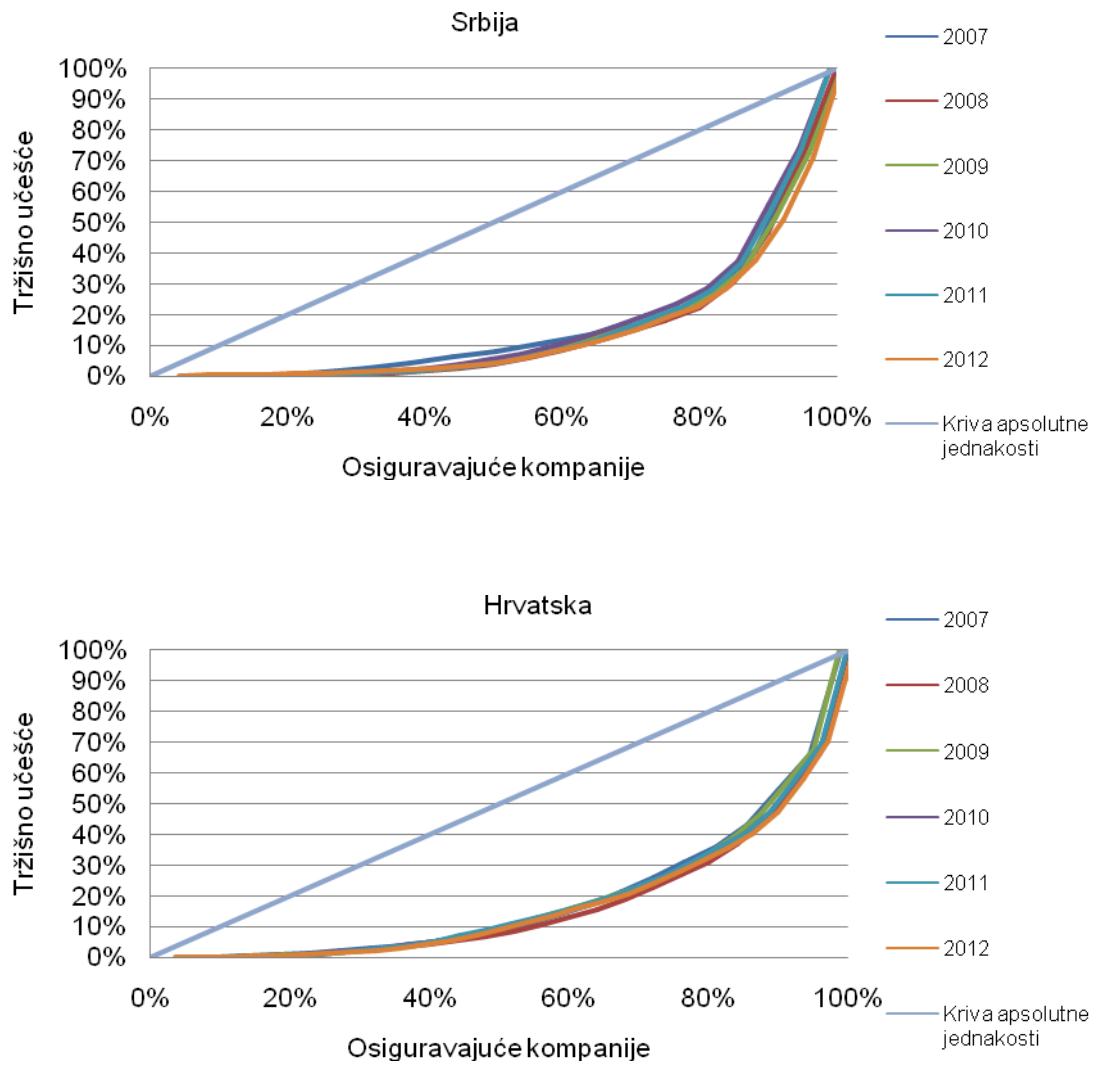 Srbija
Tržišno učešće
100%
90%
80%
70%
60%
50%
40%
30%
20%
10%
0%
0% 20% 40% 60% 80% 100%
Osiguravajuće kompanije
2007
2008
2009
2010
2011
2012
Kriva apsolutne
jednakosti
Hrvatska
Tržišno učešće
100%
90%
80%
70%
60%
50%
40%
30%
20%
10%
0%
0% 20% 40% 60% 80% 100%
Osiguravajuće kompanije
2007
2008
2009
2010
2011
2012
Kriva apsolutne
jednakosti